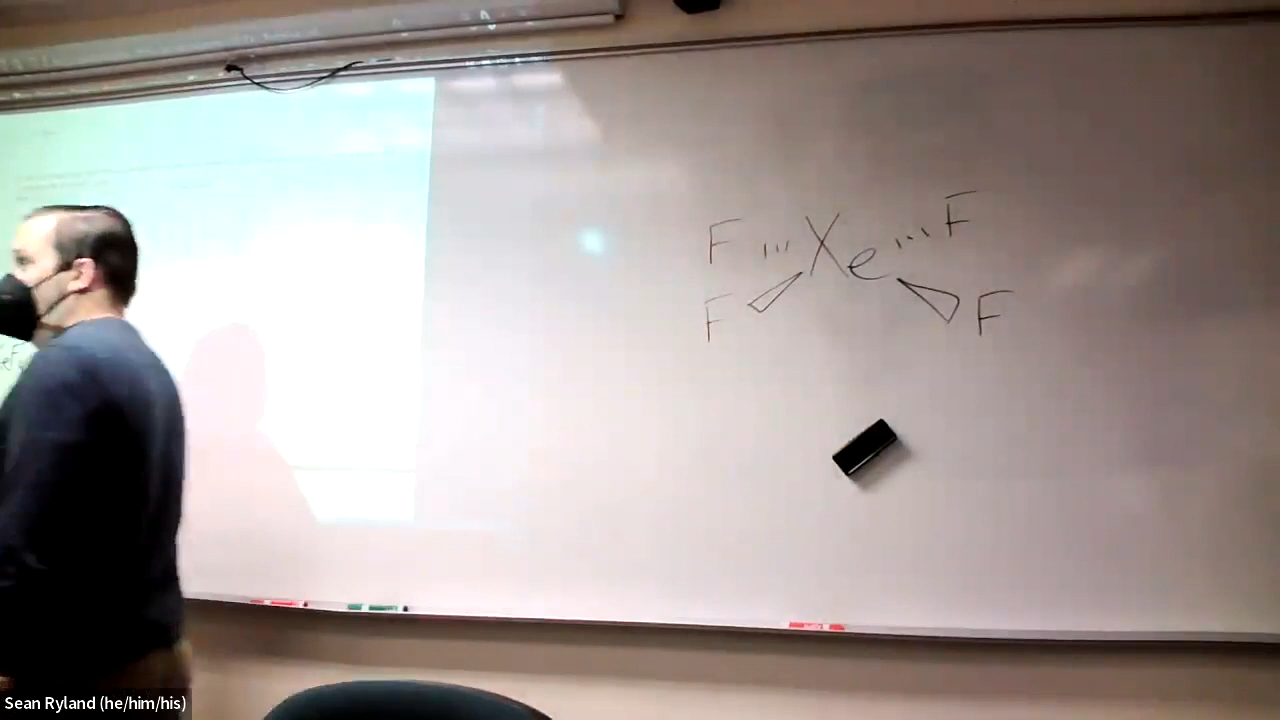 F ... Xe ... F
F F
Sean Ryland (he/him/his)